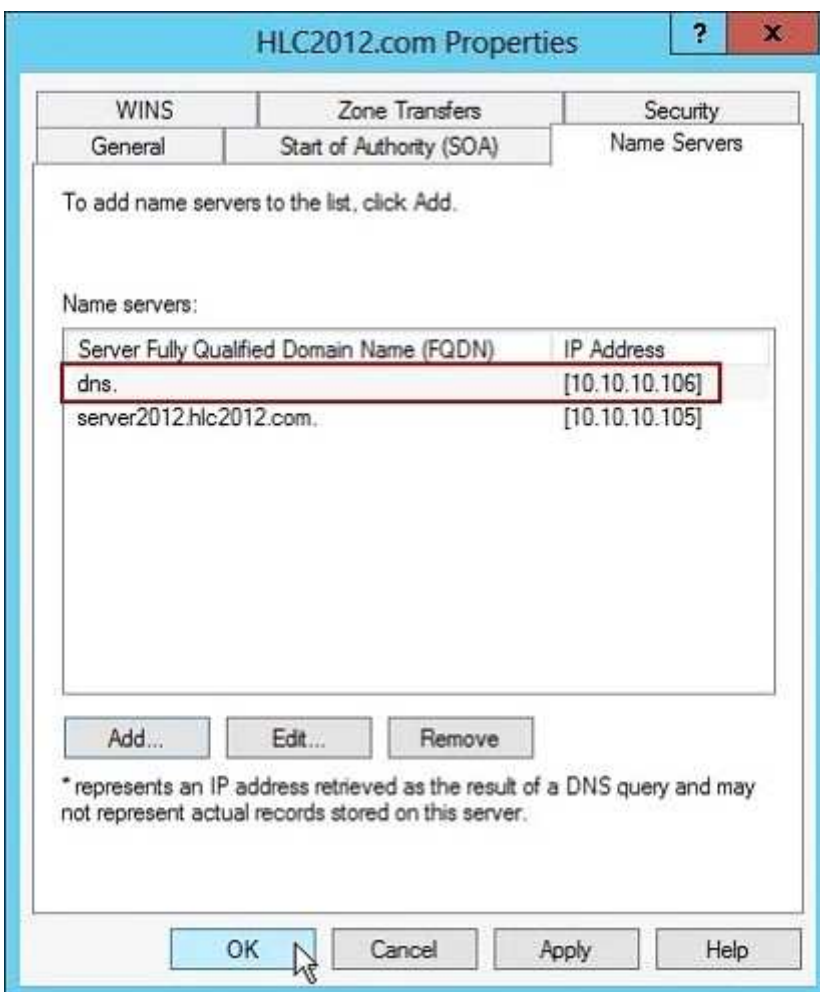 HLC2012.com Properties
?
x
WINS
Zone Transfers
Security
General
Start of Authority (SOA)
Name Servers
To add name servers to the list, click Add.
Name servers:
Server Fully Qualified Domain Name (FQDN) IP Address
dns. [10.10.10.106]
server2012.hlc2012.com. [10.10.10.105]
Add... Edit... Remove
* represents an IP address retrieved as the result of a DNS query and may
not represent actual records stored on this server.
OK Cancel Apply Help